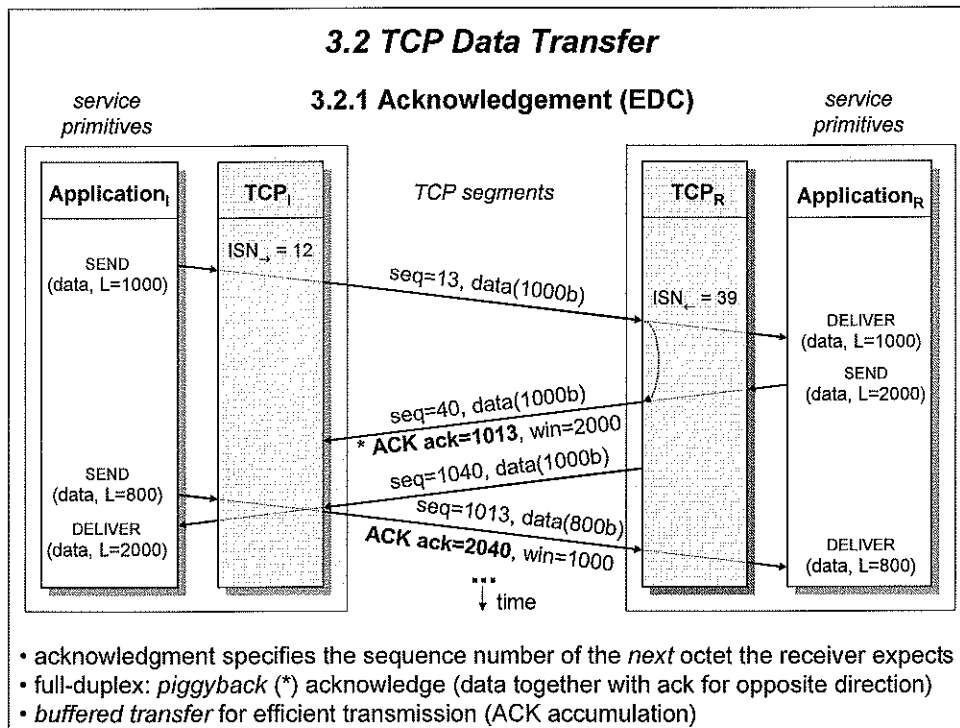 3.2 TCP Data Transfer
3.2.1 Acknowledgement (EDC)
service
primitives
service
primitives
Application_I
TCP_I
TCP segments
TCP_R
Application_R
ISN→ = 12
SEND
(data, L=1000)
seq=13, data(1000b)
ISN← = 39
DELIVER
(data, L=1000)
SEND
(data, L=2000)
seq=40, data(1000b)
* ACK ack=1013, win=2000
seq=1040, data(1000b)
SEND
(data, L=800)
seq=1013, data(800b)
DELIVER
(data, L=2000)
ACK ack=2040, win=1000
DELIVER
(data, L=800)
...
time
• acknowledgment specifies the sequence number of the next octet the receiver expects
• full-duplex: piggyback (*) acknowledge (data together with ack for opposite direction)
• buffered transfer for efficient transmission (ACK accumulation)